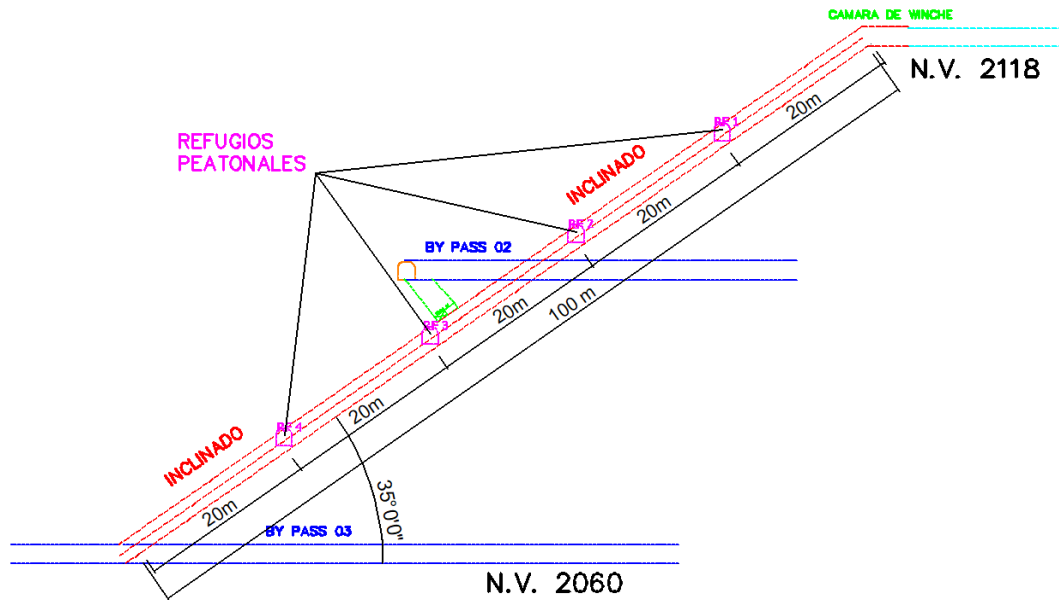 CAMARA DE WINCHE
N.V. 2118
20m
RF1
REFUGIOS
PEATONALES
INCLINADO
20m
RF2
BY PASS 02
20m
100 m
RF3
20m
RF4
INCLINADO
35°0'0"
20m
BY PASS 03
N.V. 2060